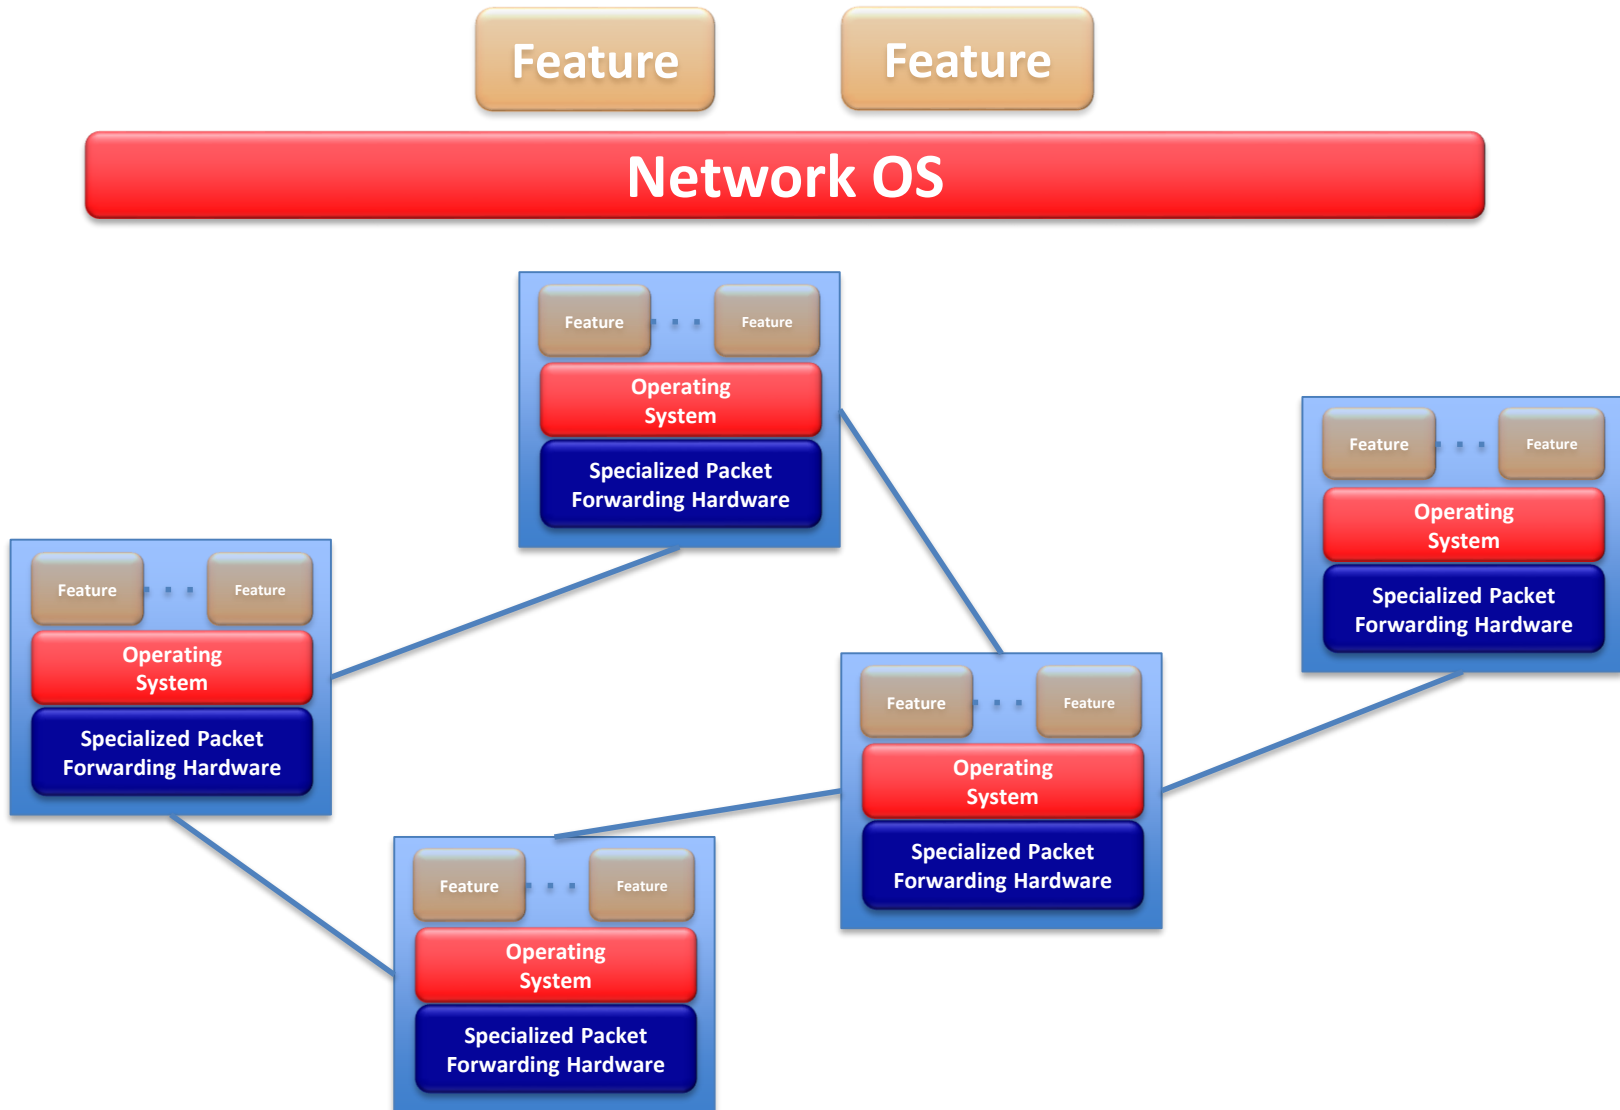 Feature
Feature
Network OS
Feature
Feature
Operating
System
Specialized Packet
Forwarding Hardware
Feature
Feature
Operating
System
Specialized Packet
Forwarding Hardware
Feature
Feature
Operating
System
Specialized Packet
Forwarding Hardware
Feature
Feature
Operating
System
Specialized Packet
Forwarding Hardware
Feature
Feature
Operating
System
Specialized Packet
Forwarding Hardware